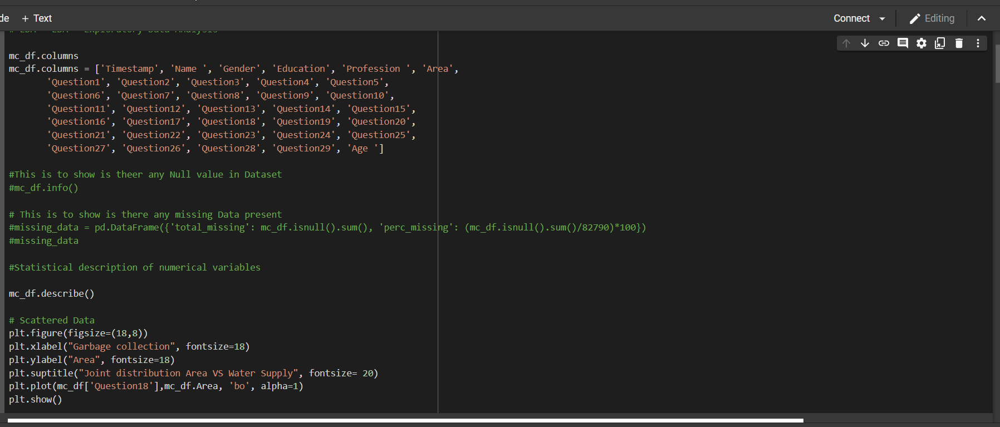 de + Text Connect Editing
# EDA - EDA - Exploratory Data Analysis
mc_df.columns
mc_df.columns = ['Timestamp', 'Name ', 'Gender', 'Education', 'Profession ', 'Area',
'Question1', 'Question2', 'Question3', 'Question4', 'Question5',
'Question6', 'Question7', 'Question8', 'Question9', 'Question10',
'Question11', 'Question12', 'Question13', 'Question14', 'Question15',
'Question16', 'Question17', 'Question18', 'Question19', 'Question20',
'Question21', 'Question22', 'Question23', 'Question24', 'Question25',
'Question27', 'Question26', 'Question28', 'Question29', 'Age ']
#This is to show is theer any Null value in Dataset
#mc_df.info()
# This is to show is there any missing Data present
#missing_data = pd.DataFrame({'total_missing': mc_df.isnull().sum(), 'perc_missing': (mc_df.isnull().sum()/82790)*100})
#missing_data
#Statistical description of numerical variables
mc_df.describe()
# Scattered Data
plt.figure(figsize=(18,8))
plt.xlabel("Garbage collection", fontsize=18)
plt.ylabel("Area", fontsize=18)
plt.suptitle("Joint distribution Area VS Water Supply", fontsize= 20)
plt.plot(mc_df['Question18'],mc_df.Area, 'bo', alpha=1)
plt.show()